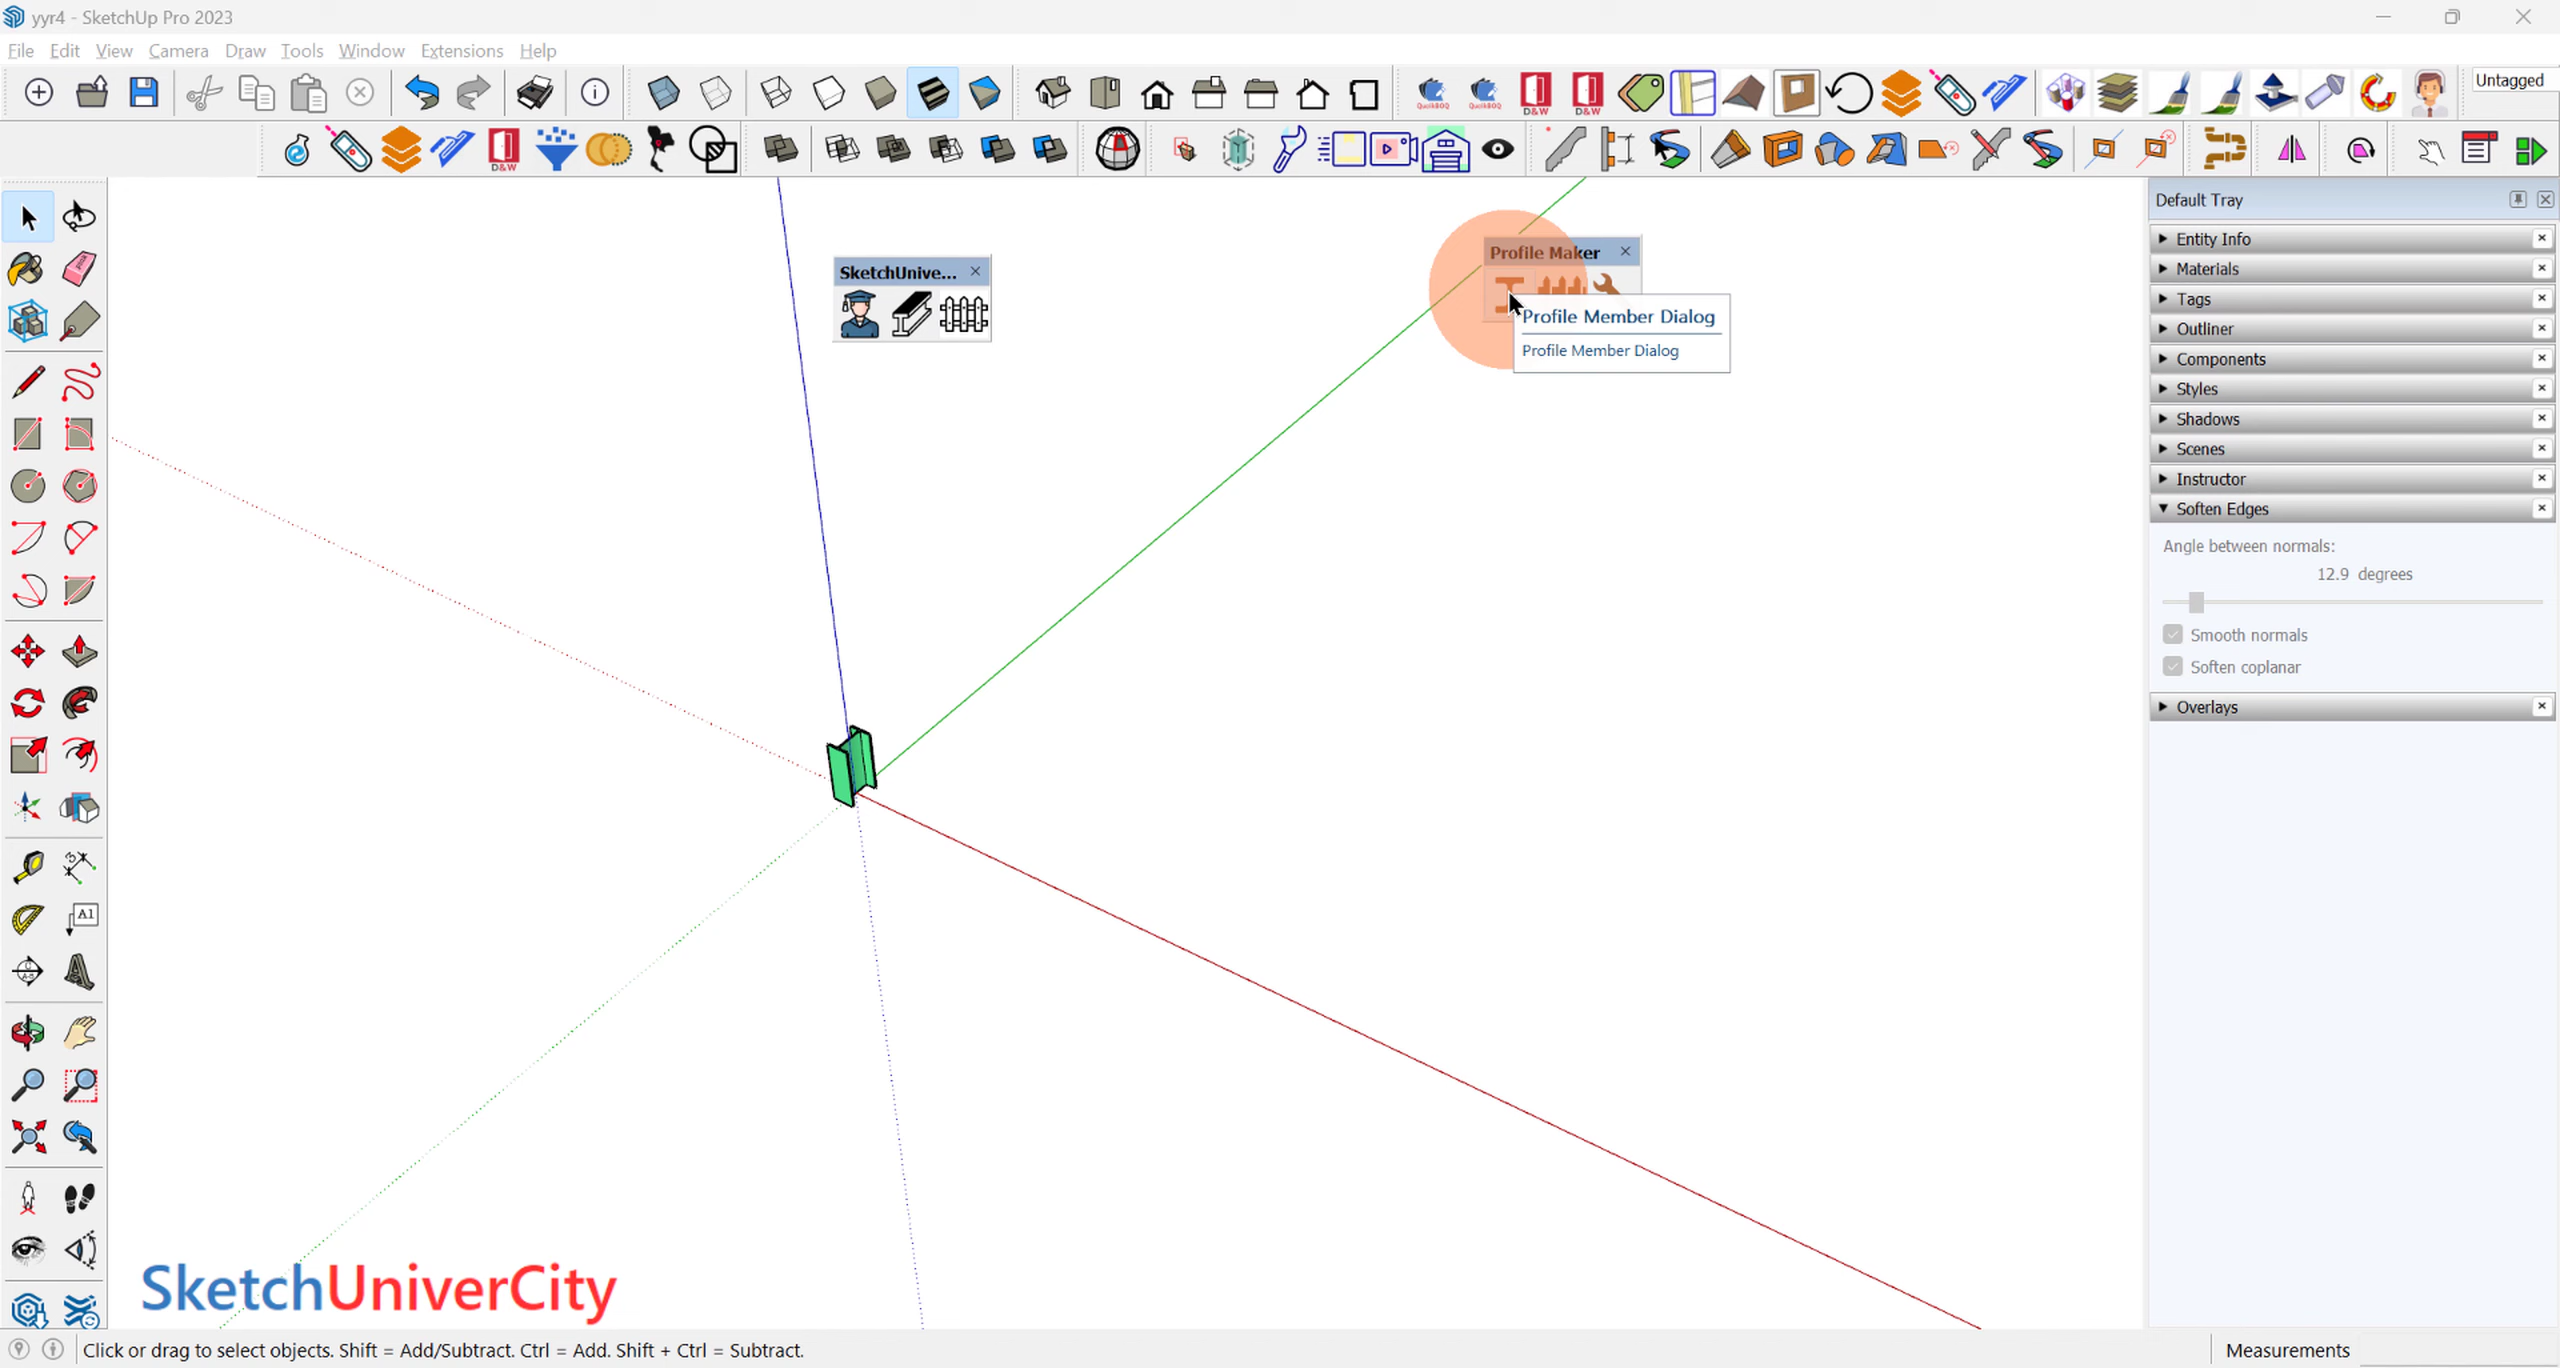 yyr4 - SketchUp Pro 2023
File Edit View Camera Draw Tools Window Extensions Help
QuickBOQ QuickBOQ D&W D&W Untagged
D&W
Default Tray
Entity Info
Materials
Tags
Outliner
Components
Styles
Shadows
Scenes
Instructor
Soften Edges
Angle between normals:
12.9 degrees
Smooth normals
Soften coplanar
Overlays
SketchUnive...
Profile Maker
Profile Member Dialog
Profile Member Dialog
A1
SketchUniverCity
Click or drag to select objects. Shift = Add/Subtract. Ctrl = Add. Shift + Ctrl = Subtract.
Measurements